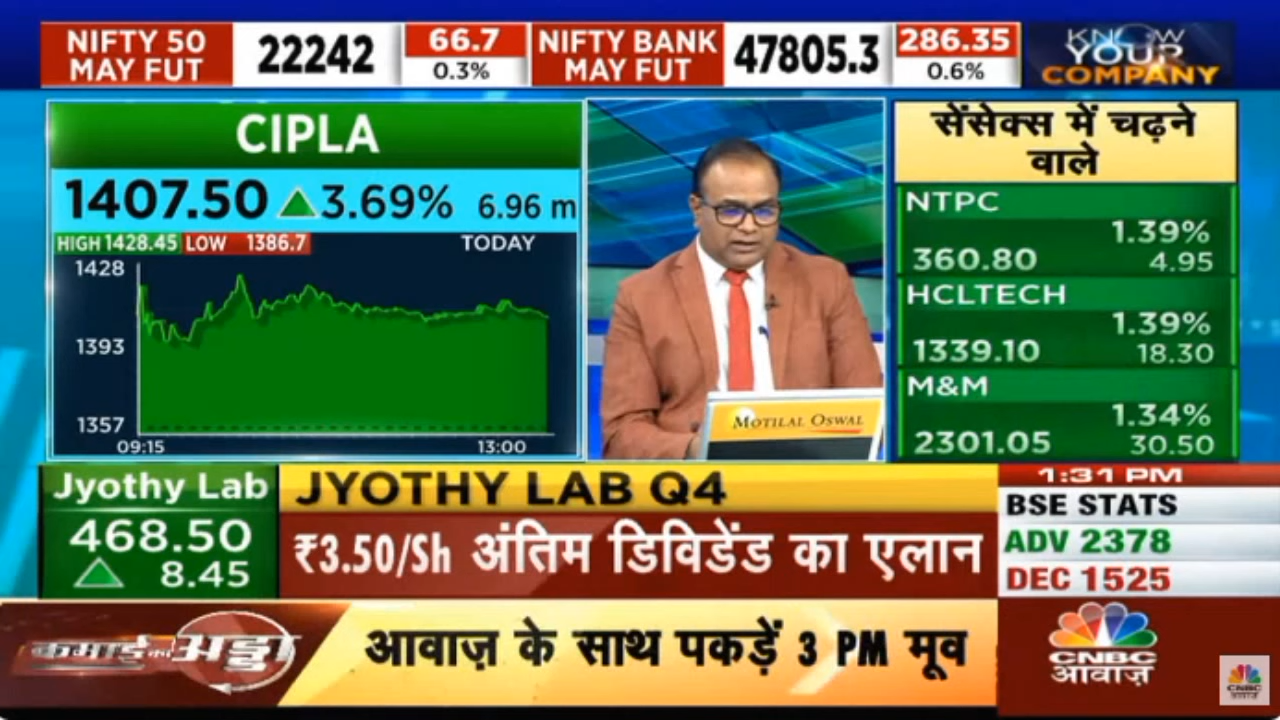 NIFTY 50
MAY FUT
22242
66.7
0.3%
NIFTY BANK
MAY FUT
47805.3
286.35
0.6%
KNOW
YOUR
COMPANY
CIPLA
1407.50 ▲3.69% 6.96 m
HIGH 1428.45 LOW 1386.7 TODAY
1428
1393
1357
09:15 13:00
MOTILAL OSWAL
सेंसेक्स में चढ़ने
वाले
NTPC
1.39%
360.80 4.95
HCLTECH
1.39%
1339.10 18.30
M&M
1.34%
2301.05 30.50
Jyothy Lab
468.50
▲ 8.45
JYOTHY LAB Q4
₹3.50/Sh अंतिम डिविडेंड का एलान
1:31 PM
BSE STATS
ADV 2378
DEC 1525
कमाई का अड्डा
आवाज़ के साथ पकड़ें 3 PM मूव
CNBC
आवाज़
CNBC
आवाज़